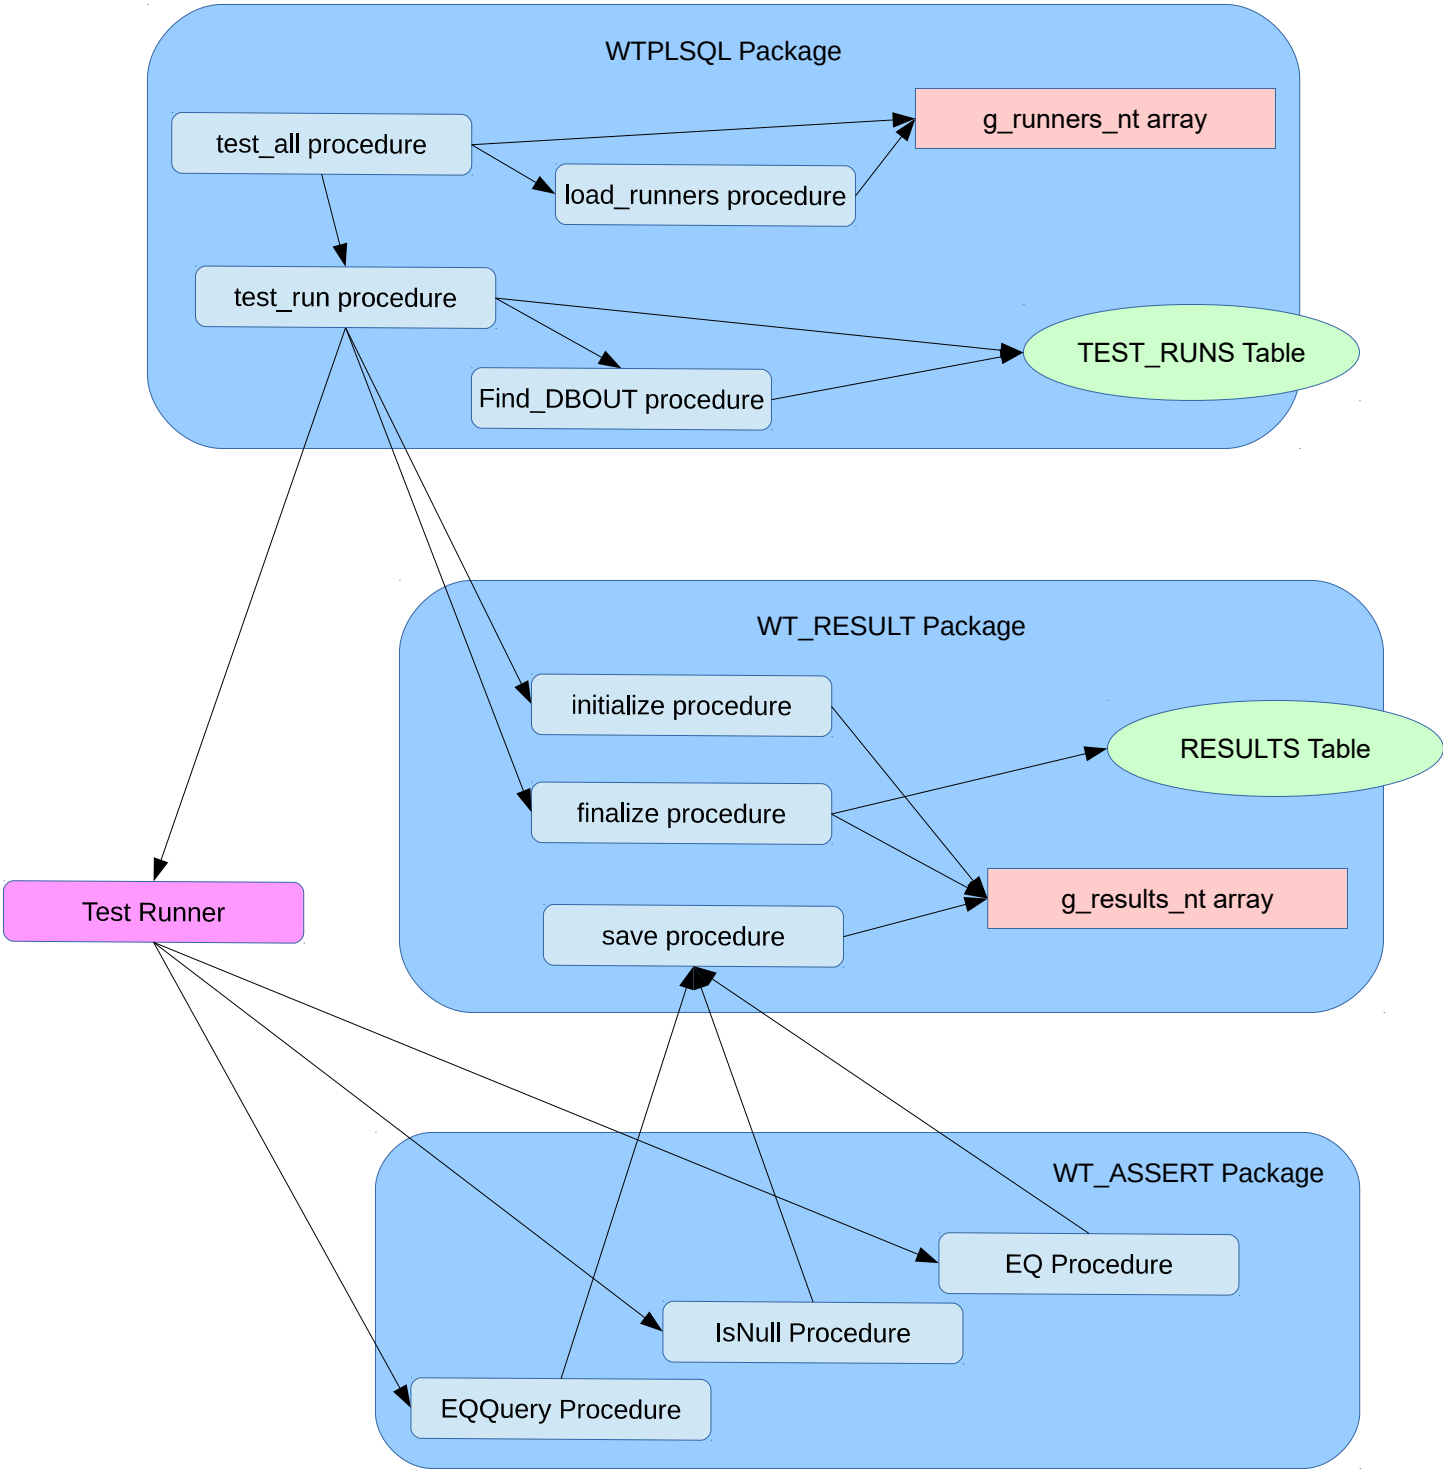 WTPLSQL Package
g_runners_nt array
test_all procedure
load_runners procedure
test_run procedure
TEST_RUNS Table
Find_DBOUT procedure
WT_RESULT Package
initialize procedure
RESULTS Table
finalize procedure
g_results_nt array
Test Runner
save procedure
WT_ASSERT Package
EQ Procedure
IsNull Procedure
EQQuery Procedure